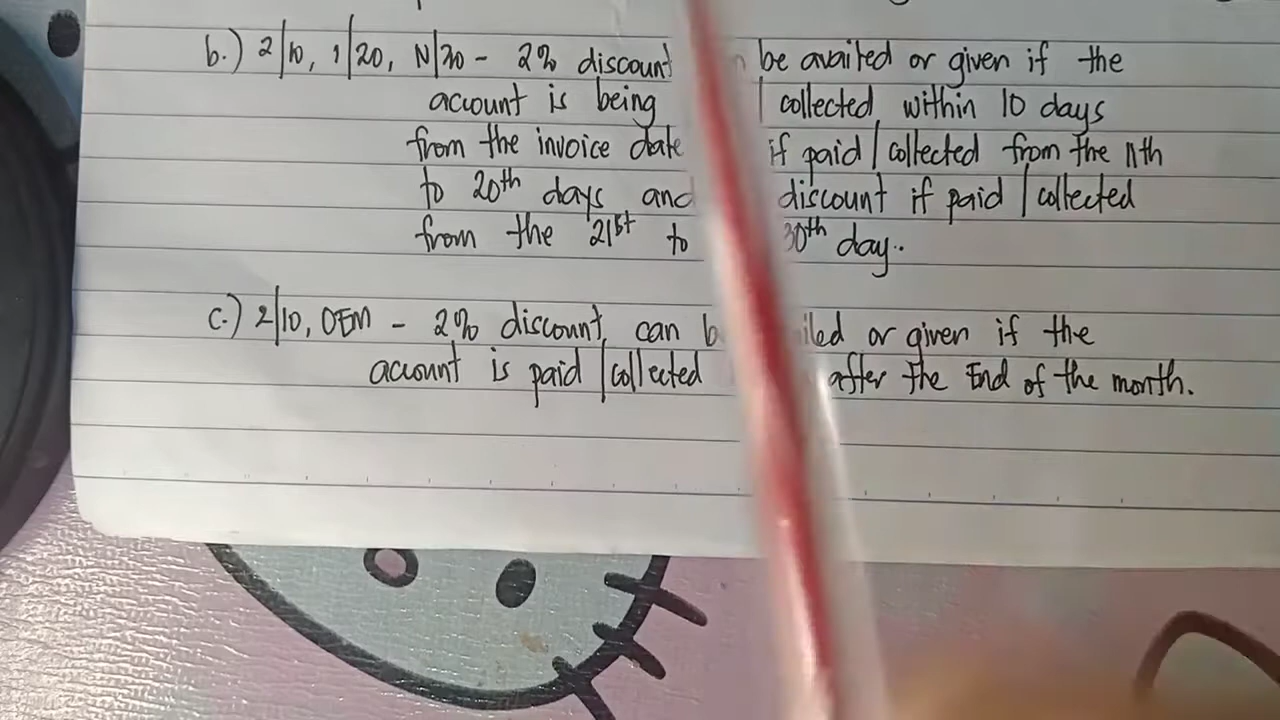 b.) 2/10, 1/20, N/30 - 2% discount be availed or given if the
account is being collected, within 10 days
from the invoice date if paid / collected from the 11th
to 20th days and discount if paid / collected
from the 21st to 30th day..
c.) 2/10, OEM - 2% discount, can or given if the
account is paid / collected after the End of the month.